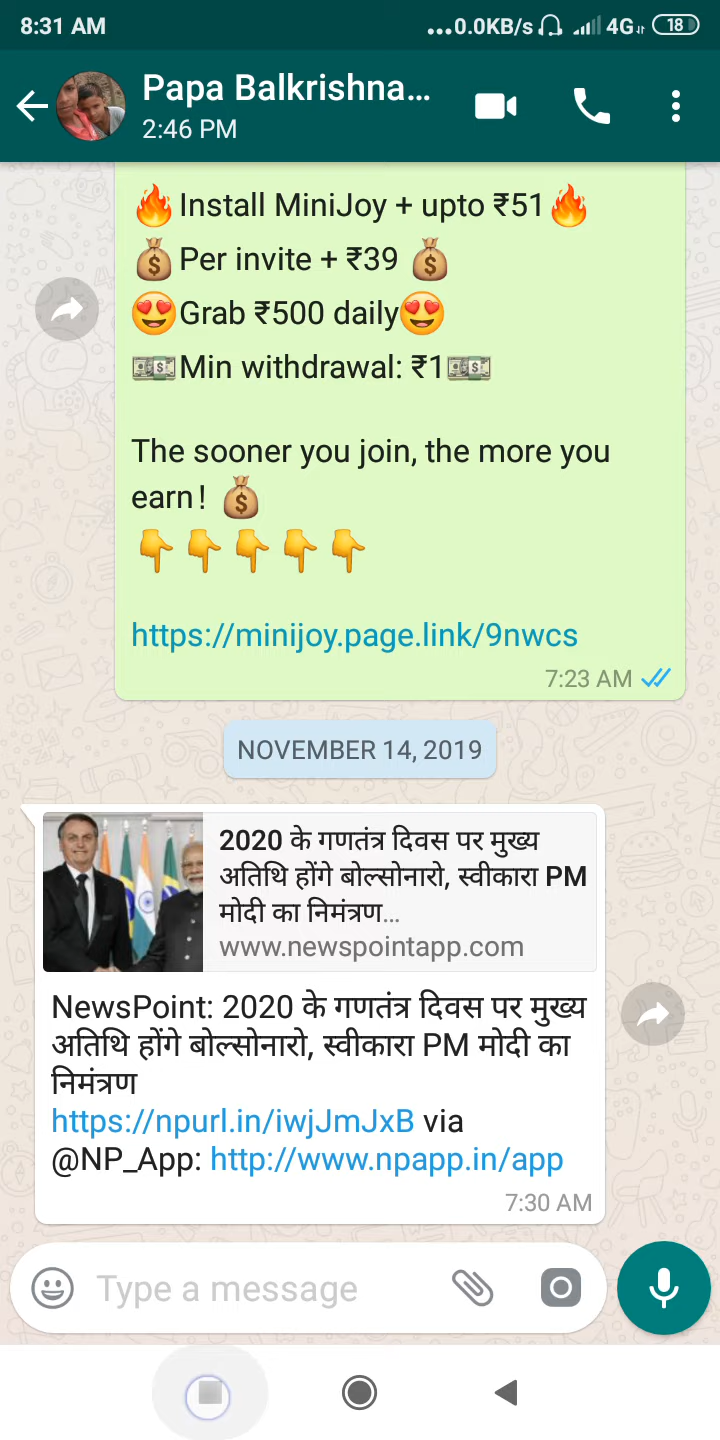 8:31 AM
...0.0KB/s 4G 18
Papa Balkrishna...
2:46 PM
🔥Install MiniJoy + upto ₹51🔥
💰Per invite + ₹39 💰
😍Grab ₹500 daily😍
💵Min withdrawal: ₹1💵
The sooner you join, the more you
earn! 💰
👇👇👇👇👇
https://minijoy.page.link/9nwcs
7:23 AM
NOVEMBER 14, 2019
2020 के गणतंत्र दिवस पर मुख्य
अतिथि होंगे बोल्सोनारो, स्वीकारा PM
मोदी का निमंत्रण...
www.newspointapp.com
NewsPoint: 2020 के गणतंत्र दिवस पर मुख्य
अतिथि होंगे बोल्सोनारो, स्वीकारा PM मोदी का
निमंत्रण
https://npurl.in/iwjJmJxB via
@NP_App: http://www.npapp.in/app
7:30 AM
Type a message